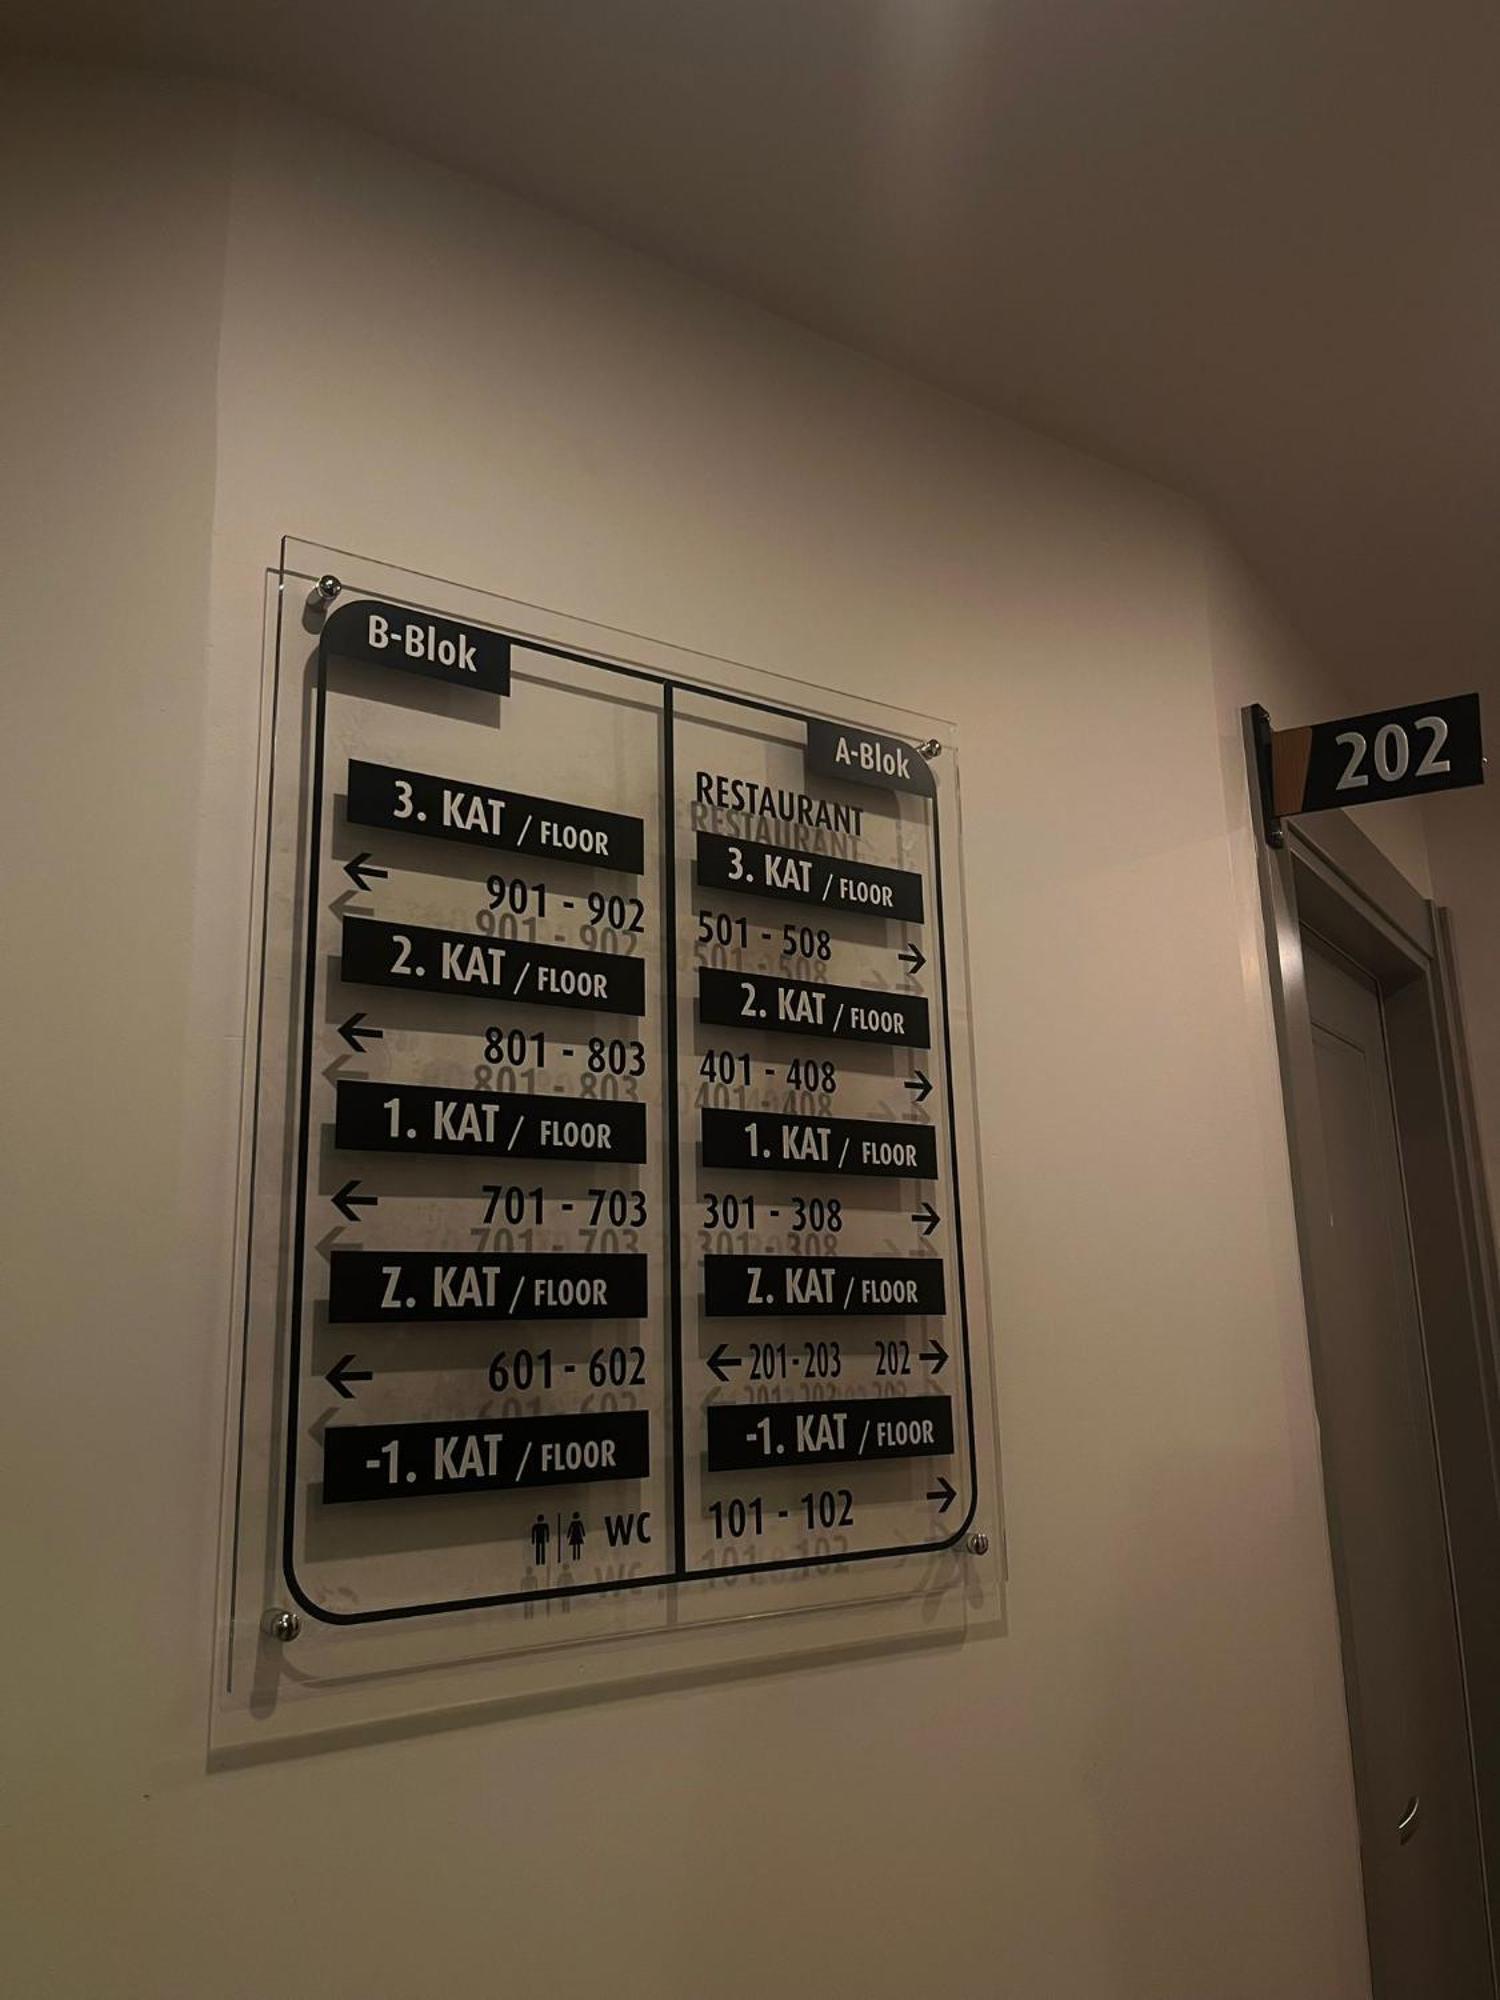 B-Blok
3. KAT / FLOOR
← 901 - 902
2. KAT / FLOOR
← 801 - 803
1. KAT / FLOOR
← 701 - 703
Z. KAT / FLOOR
← 601 - 602
-1. KAT / FLOOR
WC
A-Blok
RESTAURANT
3. KAT / FLOOR
501 - 508 →
2. KAT / FLOOR
401 - 408 →
1. KAT / FLOOR
301 - 308 →
Z. KAT / FLOOR
← 201-203 202 →
-1. KAT / FLOOR
101 - 102 →
202